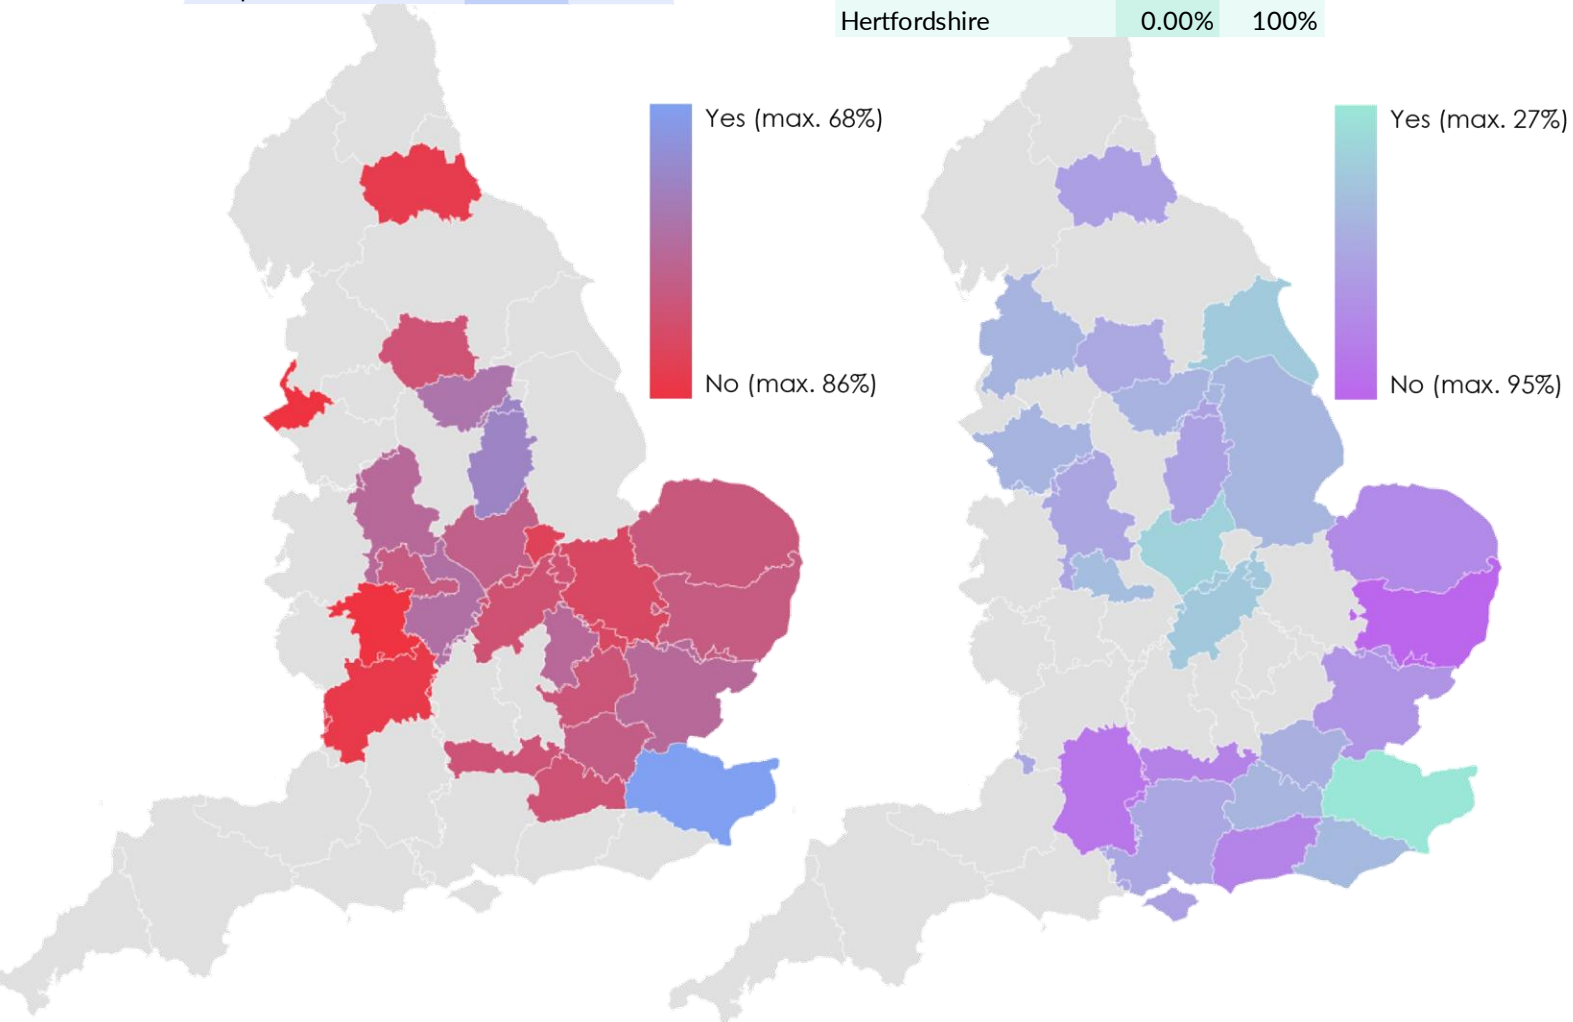 Hertfordshire 0.00% 100%
Yes (max. 68%)
No (max. 86%)
Yes (max. 27%)
No (max. 95%)